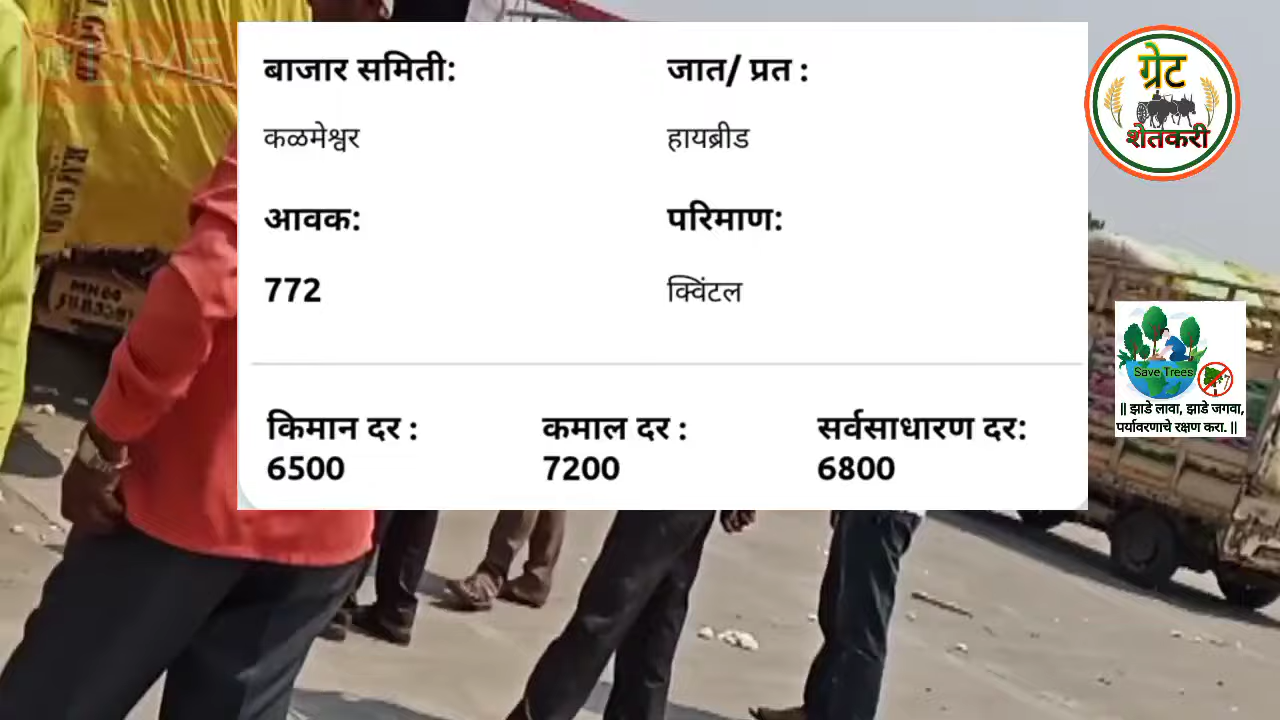 LIVE
बाजार समिती:
जात/ प्रत :
कळमेश्वर
हायब्रीड
आवक:
परिमाण:
772
क्विंटल
किमान दर :
कमाल दर :
सर्वसाधारण दर:
6500
7200
6800
ग्रेट
शेतकरी
Save Trees
॥ झाडे लावा, झाडे जगवा,
पर्यावरणाचे रक्षण करा. ॥